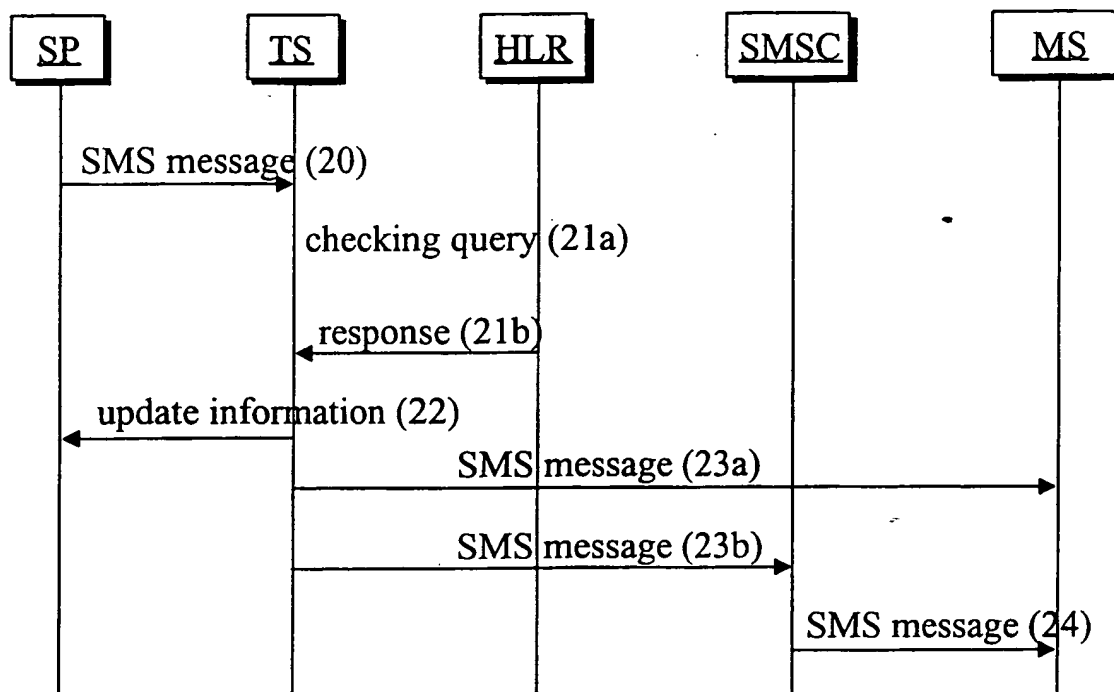 SP TS HLR SMSC MS
SMS message (20)
checking query (21a)
response (21b)
update information (22)
SMS message (23a)
SMS message (23b)
SMS message (24)